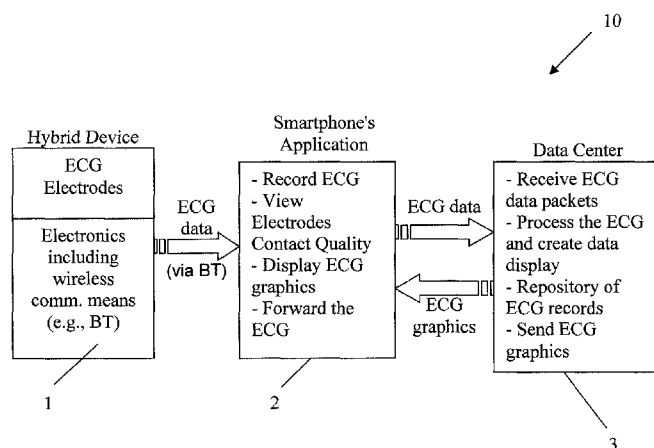 10
Hybrid Device
ECG
Electrodes
Electronics
including
wireless
comm. means
(e.g., BT)
1
ECG
data
(via BT)
Smartphone's
Application
- Record ECG
- View
Electrodes
Contact Quality
- Display ECG
graphics
- Forward the
ECG
2
ECG data
ECG
graphics
Data Center
- Receive ECG
data packets
- Process the ECG
and create data
display
- Repository of
ECG records
- Send ECG
graphics
3